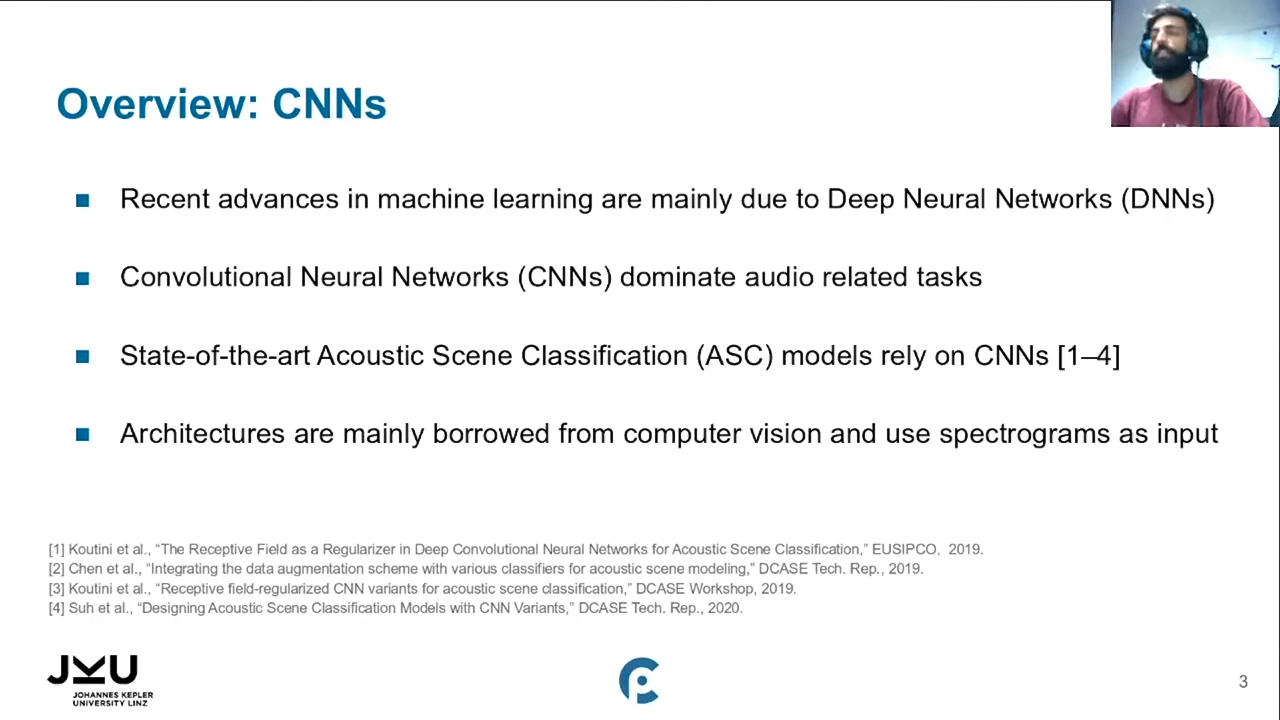 Overview: CNNs
Recent advances in machine learning are mainly due to Deep Neural Networks (DNNs)
Convolutional Neural Networks (CNNs) dominate audio related tasks
State-of-the-art Acoustic Scene Classification (ASC) models rely on CNNs [1–4]
Architectures are mainly borrowed from computer vision and use spectrograms as input
[1] Koutini et al., “The Receptive Field as a Regularizer in Deep Convolutional Neural Networks for Acoustic Scene Classification,” EUSIPCO, 2019.
[2] Chen et al., “Integrating the data augmentation scheme with various classifiers for acoustic scene modeling,” DCASE Tech. Rep., 2019.
[3] Koutini et al., “Receptive field-regularized CNN variants for acoustic scene classification,” DCASE Workshop, 2019.
[4] Suh et al., “Designing Acoustic Scene Classification Models with CNN Variants,” DCASE Tech. Rep., 2020.
JKU
JOHANNES KEPLER
UNIVERSITY LINZ
3